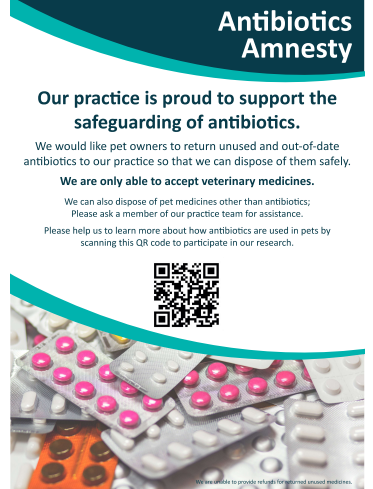 Antibiotics
Amnesty
Our practice is proud to support the
safeguarding of antibiotics.
We would like pet owners to return unused and out-of-date
antibiotics to our practice so that we can dispose of them safely.
We are only able to accept veterinary medicines.
We can also dispose of pet medicines other than antibiotics;
Please ask a member of our practice team for assistance.
Please help us to learn more about how antibiotics are used in pets by
scanning this QR code to participate in our research.
We are unable to provide refunds for returned unused medicines.